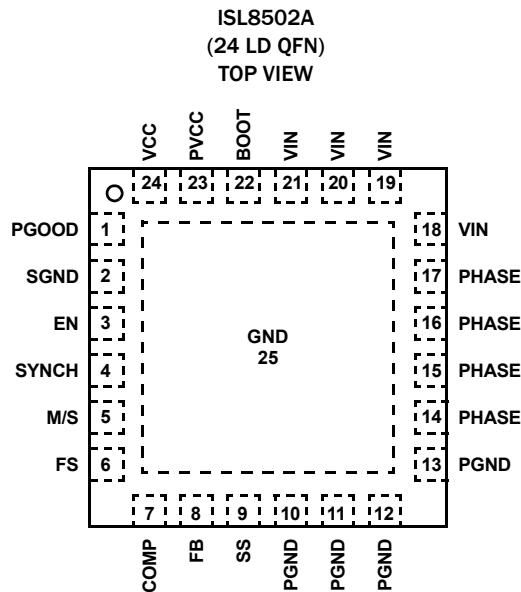 ISL8502A
(24 LD QFN)
TOP VIEW
VCC
PVCC
BOOT
VIN
VIN
VIN
24
23
22
21
20
19
PGOOD 1
SGND 2
EN 3
SYNCH 4
M/S 5
FS 6
18 VIN
17 PHASE
16 PHASE
15 PHASE
14 PHASE
13 PGND
GND
25
7
8
9
10
11
12
COMP
FB
SS
PGND
PGND
PGND